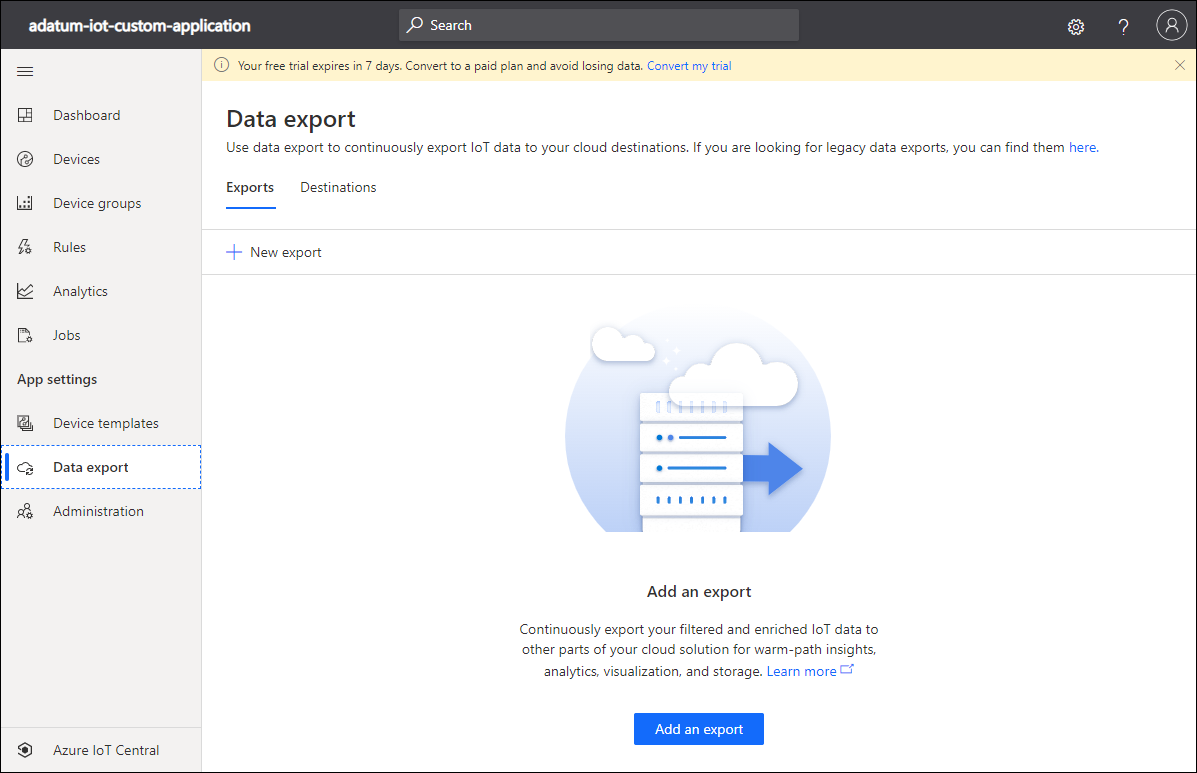 adatum-iot-custom-application
Search
?
Your free trial expires in 7 days. Convert to a paid plan and avoid losing data. Convert my trial
Dashboard
Devices
Device groups
Rules
Analytics
Jobs
App settings
Device templates
Data export
Administration
Azure IoT Central
Data export
Use data export to continuously export IoT data to your cloud destinations. If you are looking for legacy data exports, you can find them here.
Exports Destinations
New export
Add an export
Continuously export your filtered and enriched IoT data to
other parts of your cloud solution for warm-path insights,
analytics, visualization, and storage. Learn more
Add an export